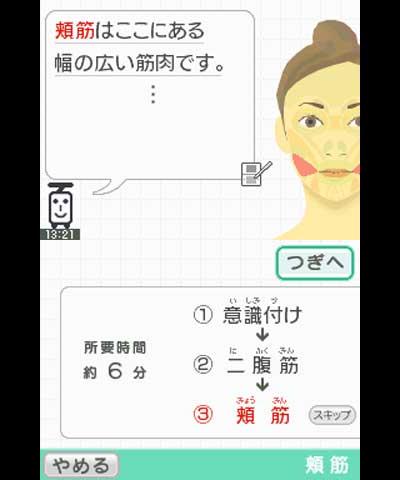 頬筋はここにある
幅の広い筋肉です。
⋮
13:21
つぎへ
所要時間
約 6 分
い しき づ
① 意識付け
↓
に ふく きん
② 二腹筋
↓
きょう きん
③ 頬筋
スキップ
やめる
頬筋